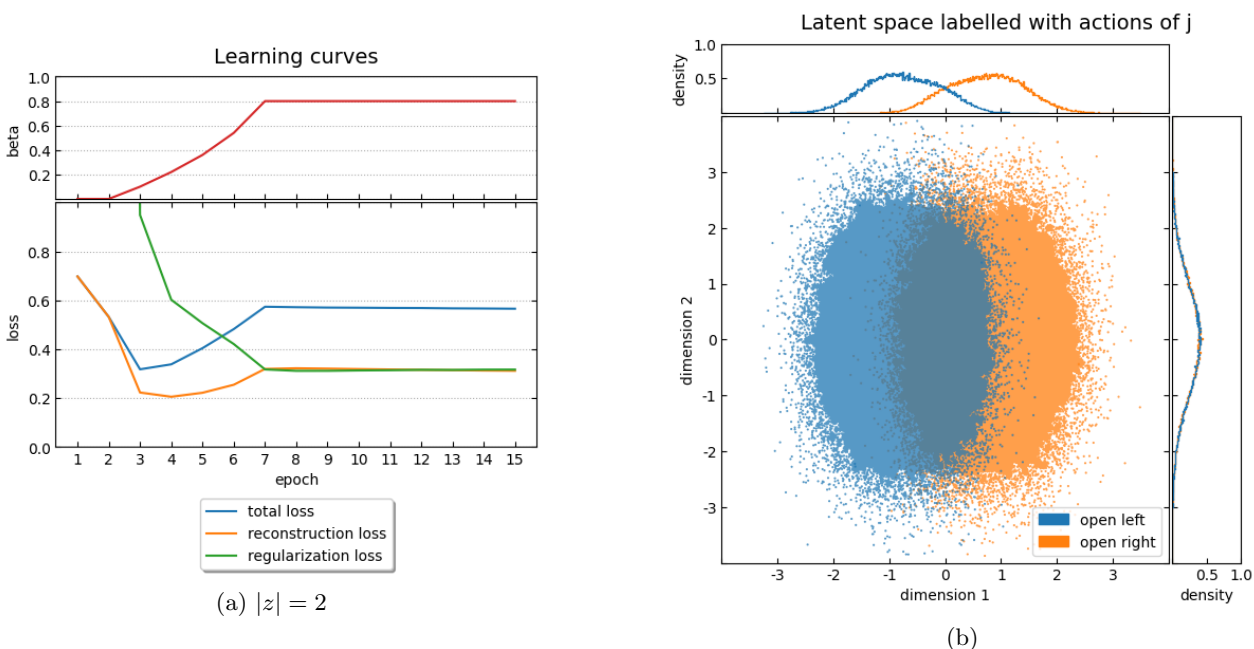 Learning curves
1.0
0.8
0.6
0.4
0.2
beta
0.8
0.6
0.4
0.2
0.0
loss
1 2 3 4 5 6 7 8 9 10 11 12 13 14 15
epoch
total loss
reconstruction loss
regularization loss
(a) |z| = 2
Latent space labelled with actions of j
1.0
0.5
density
3
2
1
0
-1
-2
-3
dimension 2
open left
open right
-3 -2 -1 0 1 2 3
dimension 1
0.5 1.0
density
(b)